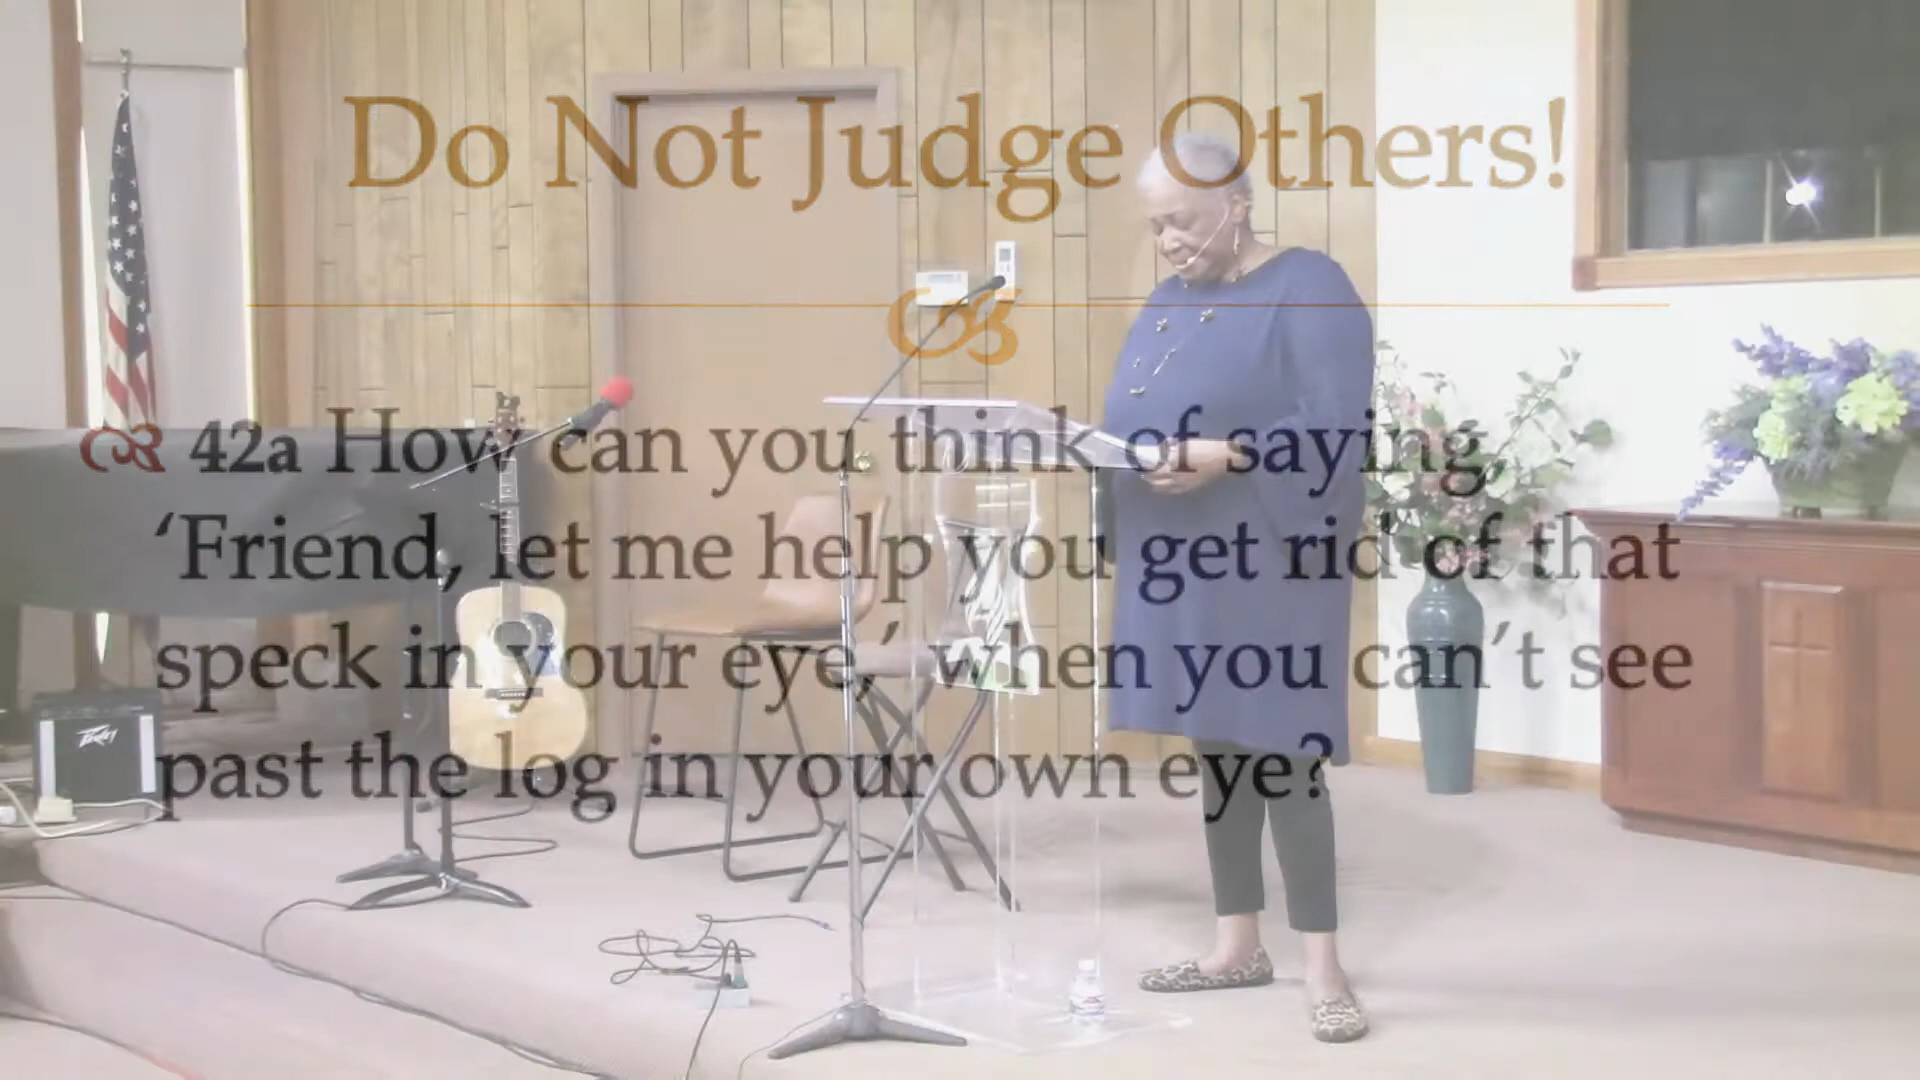 Do Not Judge Others!
42a How can you think of saying,
‘Friend, let me help you get rid of that
speck in your eye,’ when you can’t see
past the log in your own eye?
Peavey